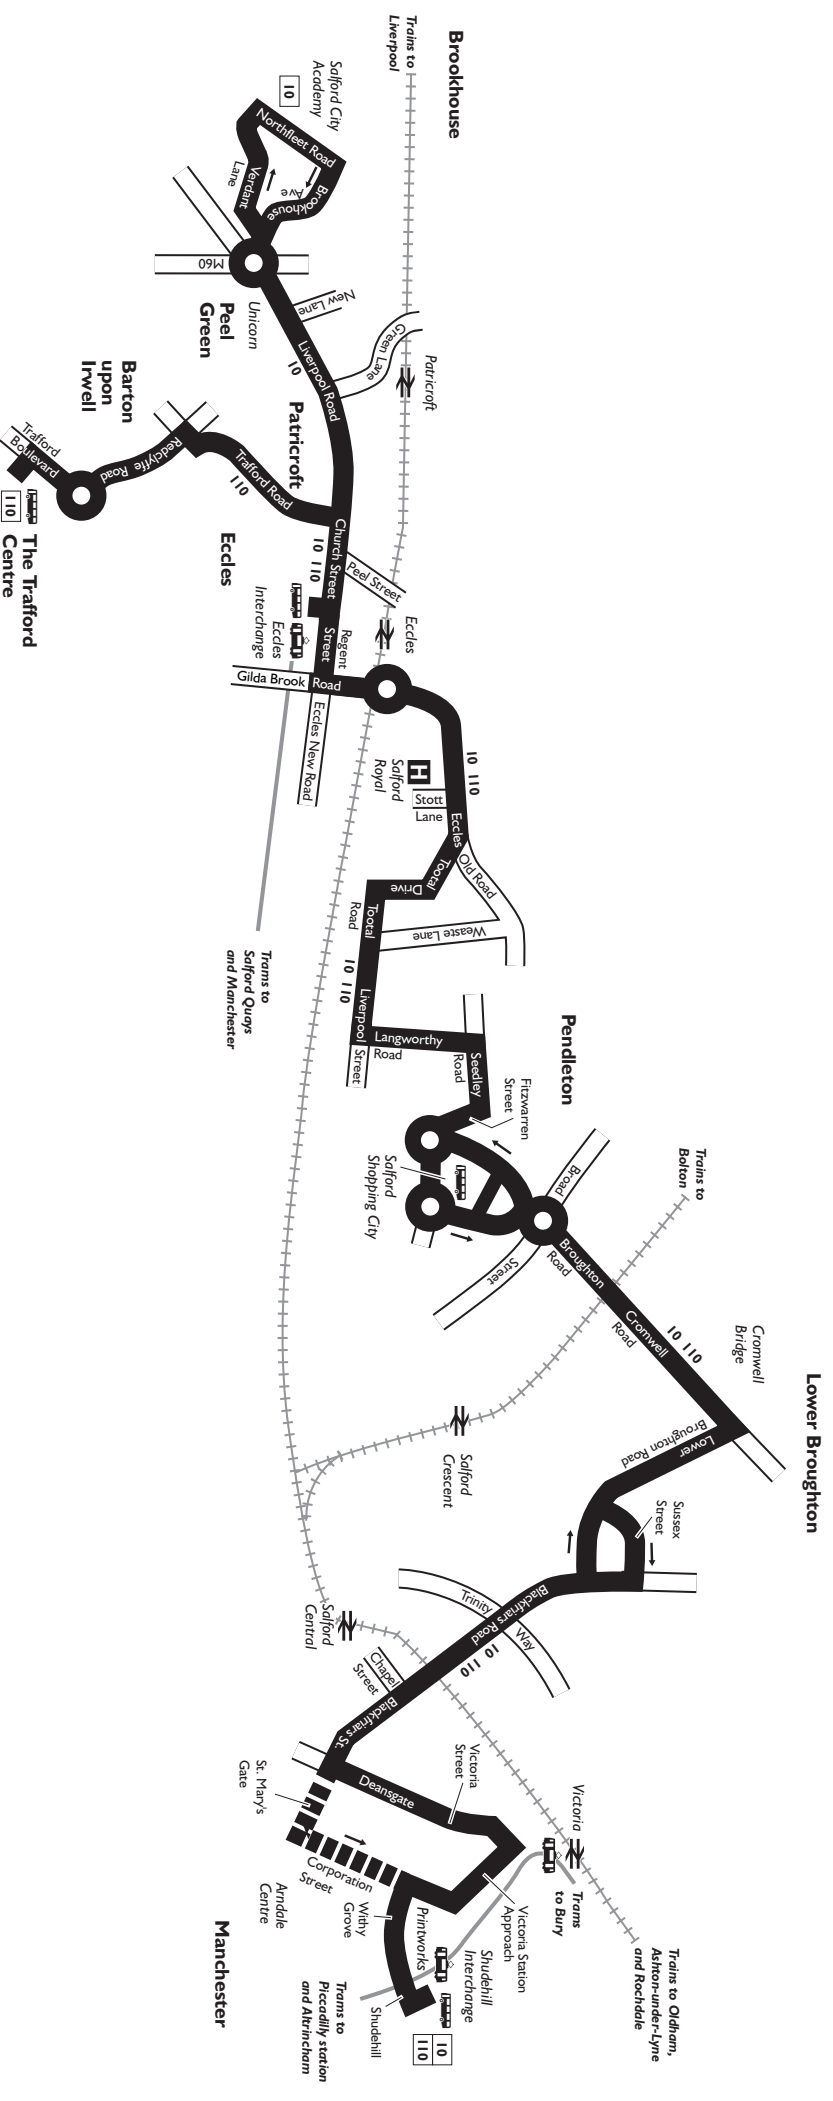 Brookhouse
Trains to
Liverpool
Salford City
Academy
10
Northfleet Road
Brookhouse
Ave
Verdant
Lane
M60
Unicorn
Peel
Green
New Lane
Liverpool Road
10
Green Lane
Patricroft
Patricroft
Barton
upon
Irwell
Trafford
Boulevard
Redclyffe Road
Trafford Road
110
110
The Trafford
Centre
Eccles
Church Street
10 110
Peel Street
Eccles
Interchange
Regent
Street
Eccles
Gilda Brook Road
Eccles New Road
Salford
Royal
H
Stott
Lane
10 110
Eccles
Old Road
Tootal
Drive
Weaste Lane
Tootal
Road
10 110
Liverpool
Street
Trams to
Salford Quays
and Manchester
Langworthy
Road
Seedley
Road
Pendleton
Fitzwarren
Street
Salford
Shopping City
Broad
Street
Trains to
Bolton
Broughton
Road
Cromwell
Road
10 110
Cromwell
Bridge
Lower Broughton
Lower
Broughton Road
Salford
Crescent
Sussex
Street
Trinity
Way
Blackfriars Road
10 110
Salford
Central
Chapel
Street
Blackfriars St.
Deansgate
St. Mary's
Gate
Victoria
Street
Corporation
Street
Arndale
Centre
Withy
Grove
Victoria
Trams
to Bury
Victoria Station
Approach
Printworks
Shudehill
Interchange
Shudehill
10
110
Manchester
Trams to
Piccadilly station
and Altrincham
Trains to Oldham,
Ashton-under-Lyne
and Rochdale